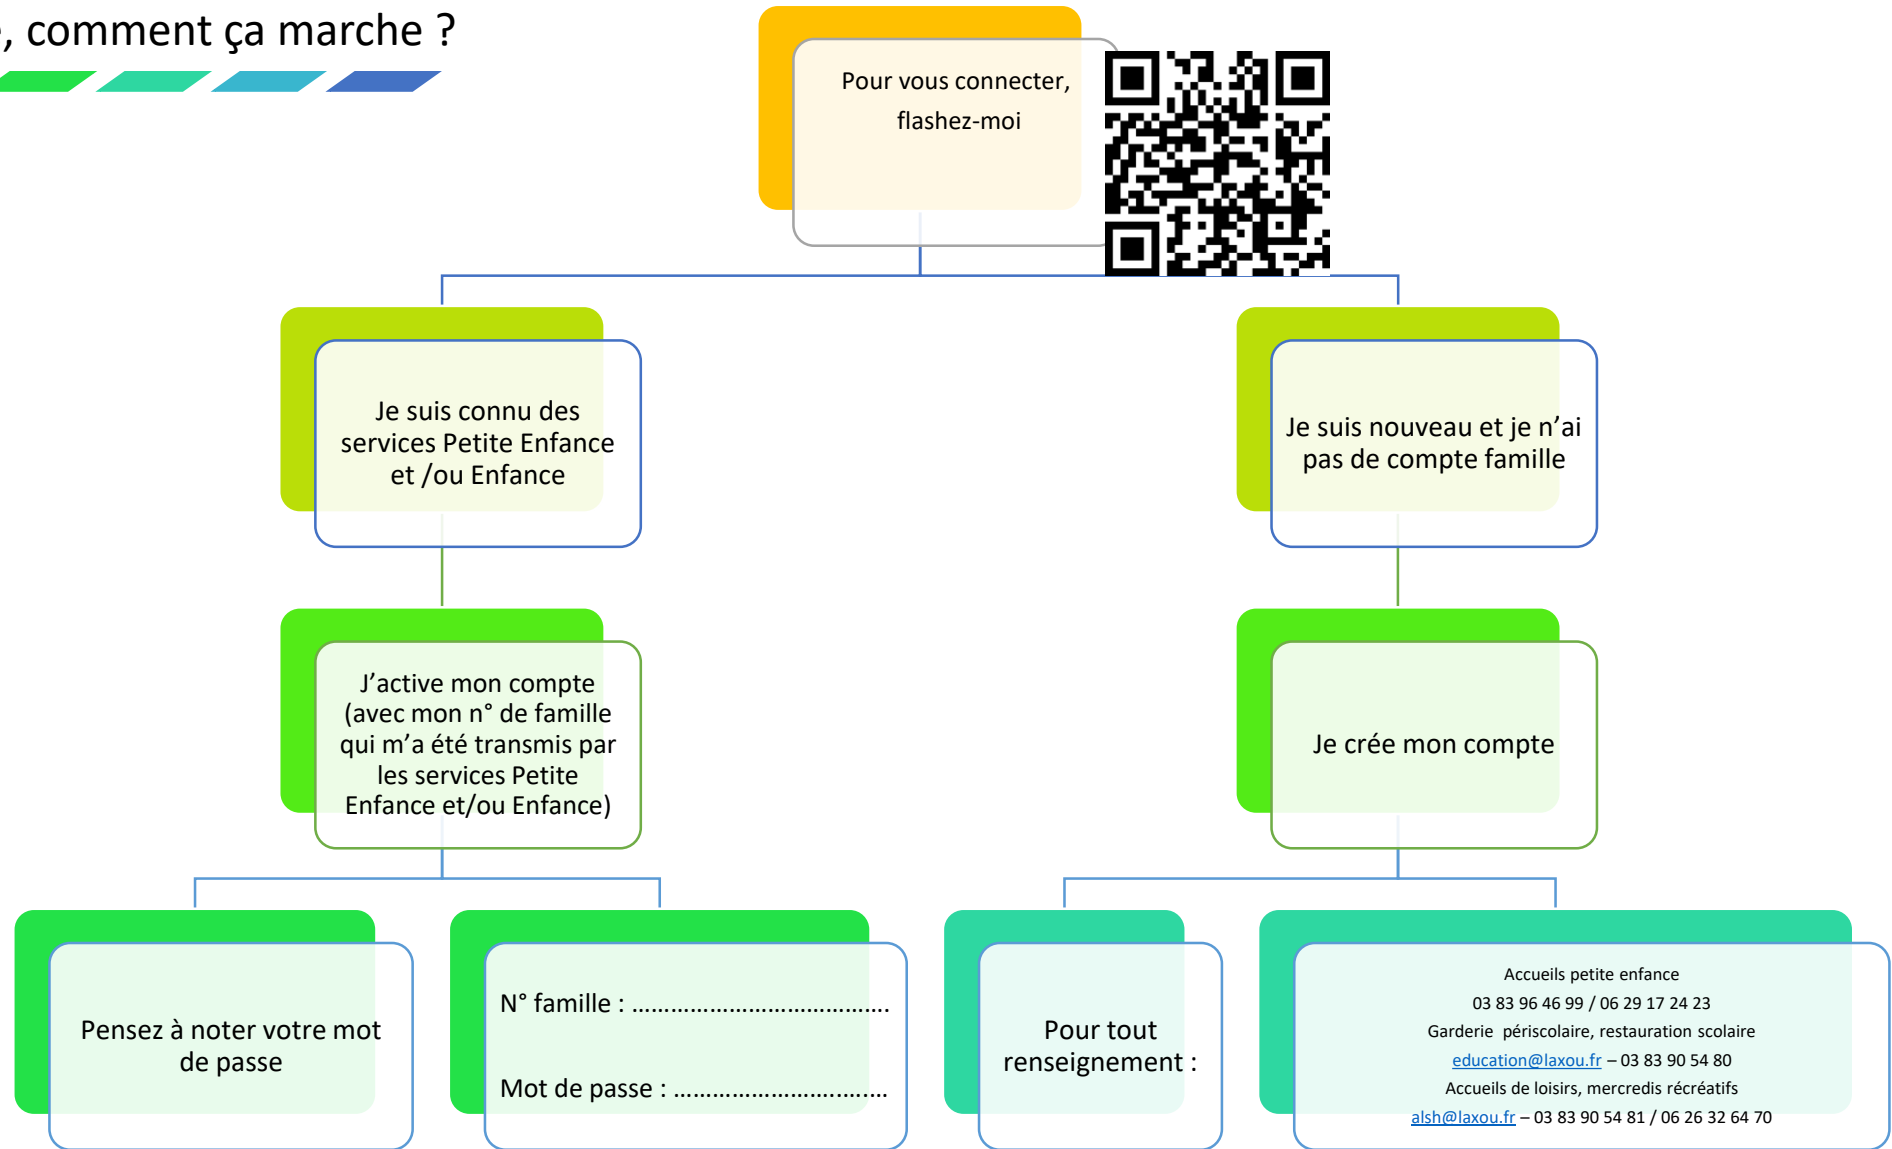 , comment ça marche ?
Pour vous connecter,
flashez-moi
Je suis connu des
services Petite Enfance
et /ou Enfance
Je suis nouveau et je n’ai
pas de compte famille
J’active mon compte
(avec mon n° de famille
qui m’a été transmis par
les services Petite
Enfance et/ou Enfance)
Je crée mon compte
Pensez à noter votre mot
de passe
N° famille : ………………………………….
Mot de passe : ……………………..…..…
Pour tout
renseignement :
Accueils petite enfance
03 83 96 46 99 / 06 29 17 24 23
Garderie périscolaire, restauration scolaire
education@laxou.fr – 03 83 90 54 80
Accueils de loisirs, mercredis récréatifs
alsh@laxou.fr – 03 83 90 54 81 / 06 26 32 64 70